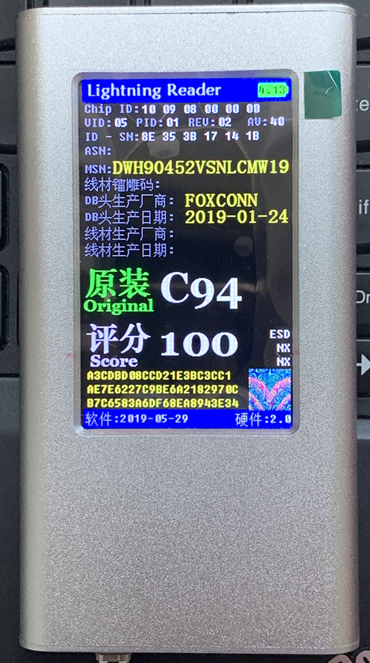 Lightning Reader 4.13
Chip ID:10 09 08 00 00 0D
VID:05 PID:01 REV:02 AV:40
ID - SN:8E 35 3B 17 14 1B
ASN:
MSN:DWH90452VSNLCMW19
线材镭雕码:
DB头生产厂商: FOXCONN
DB头生产日期: 2019-01-24
线材生产厂商:
线材生产日期:
原装 C94
Original
评分 100
Score
ESD
NX
NX
A3CDBD08CCD21E3BC3CC1
AE7E6227C9BE6A2182970C
B7C6583A6DF68EA8943E34
软件:2019-05-29 硬件:2.0